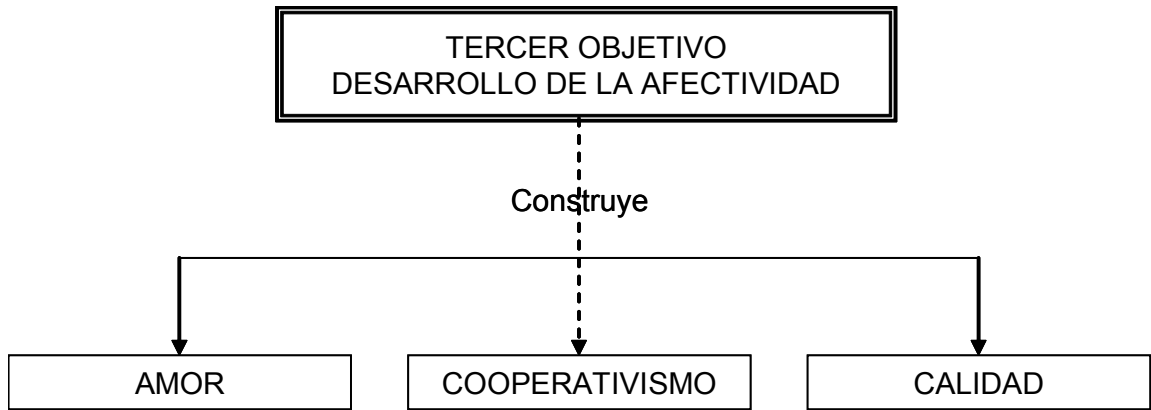 TERCER OBJETIVO
DESARROLLO DE LA AFECTIVIDAD
Construye
AMOR
COOPERATIVISMO
CALIDAD